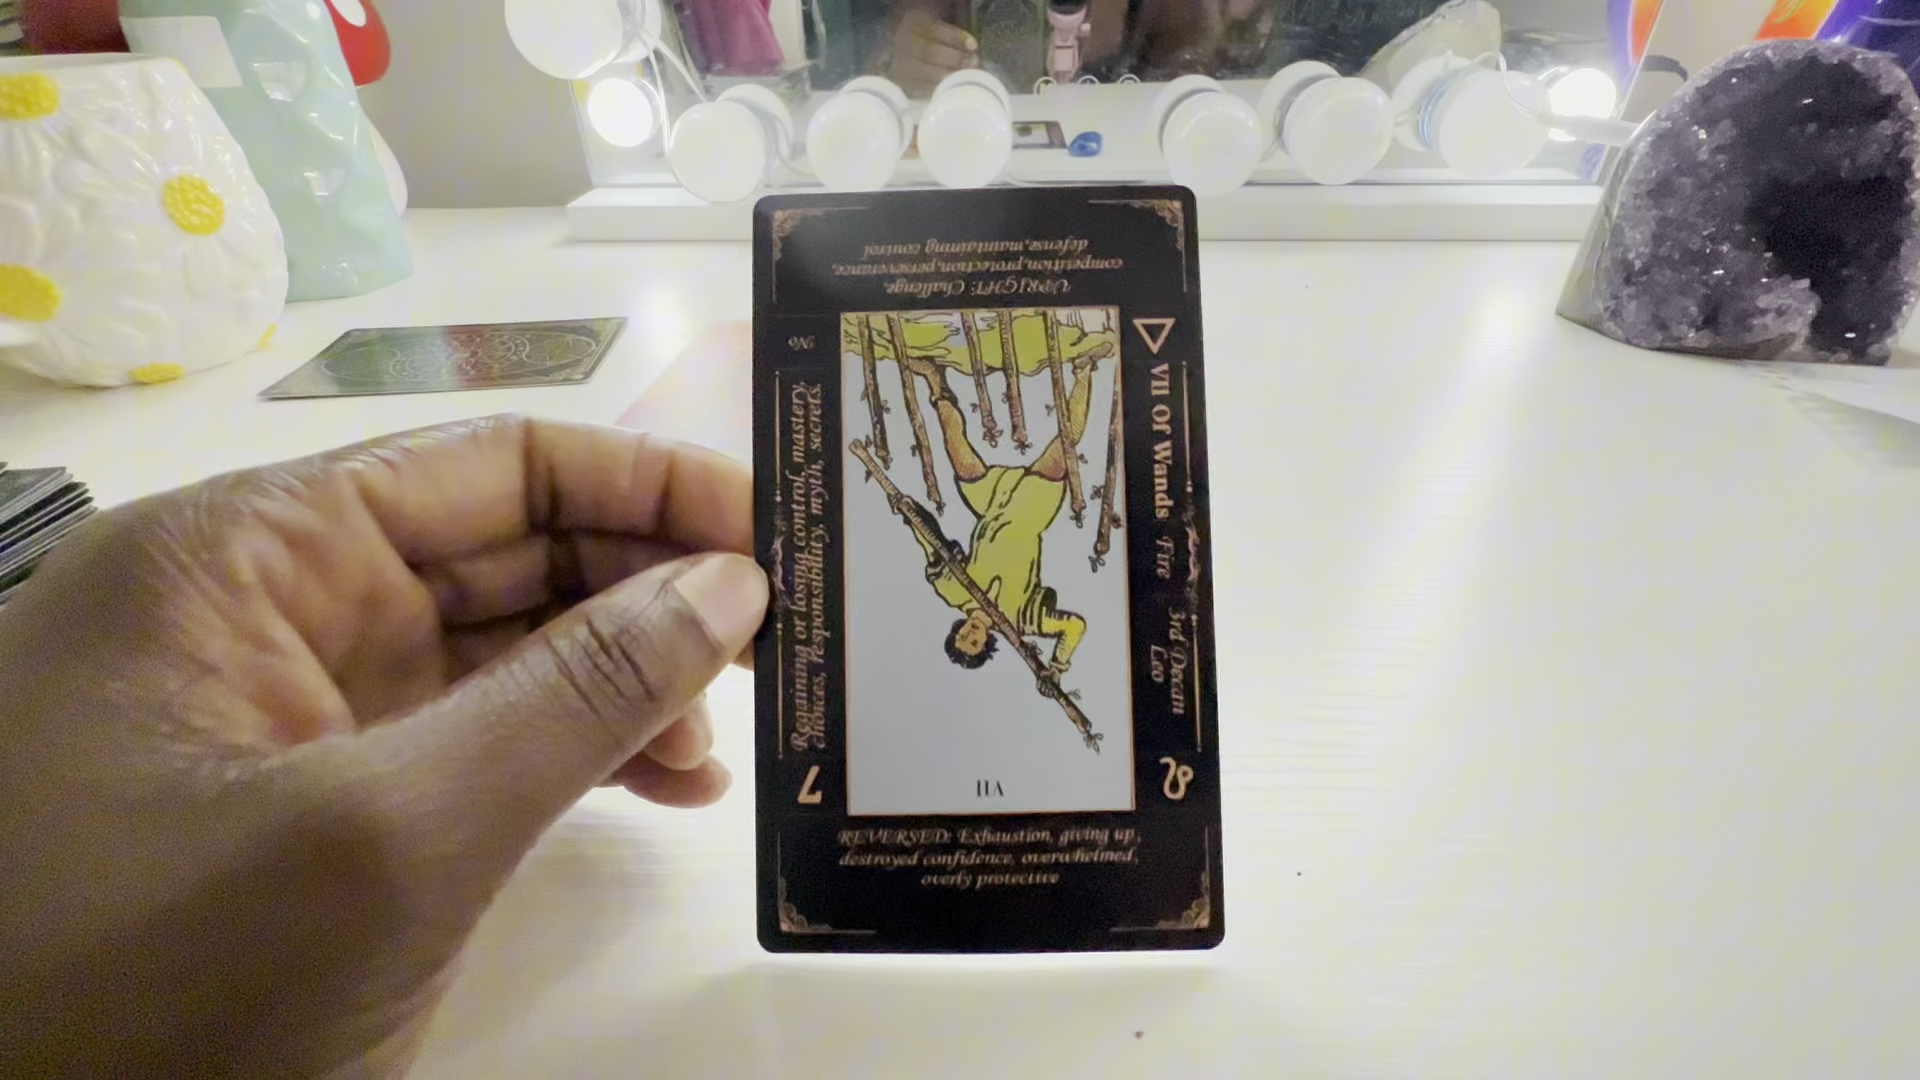 UPRIGHT: Challenge,
competition,protection,perseverance,
defense,maintaining control
No
Regaining or losing control, mastery,
choices, responsibility, myth, secrets.
7
VII Of Wands Fire 3rd Decan
Leo
VII
REVERSED: Exhaustion, giving up,
destroyed confidence, overwhelmed,
overly protective